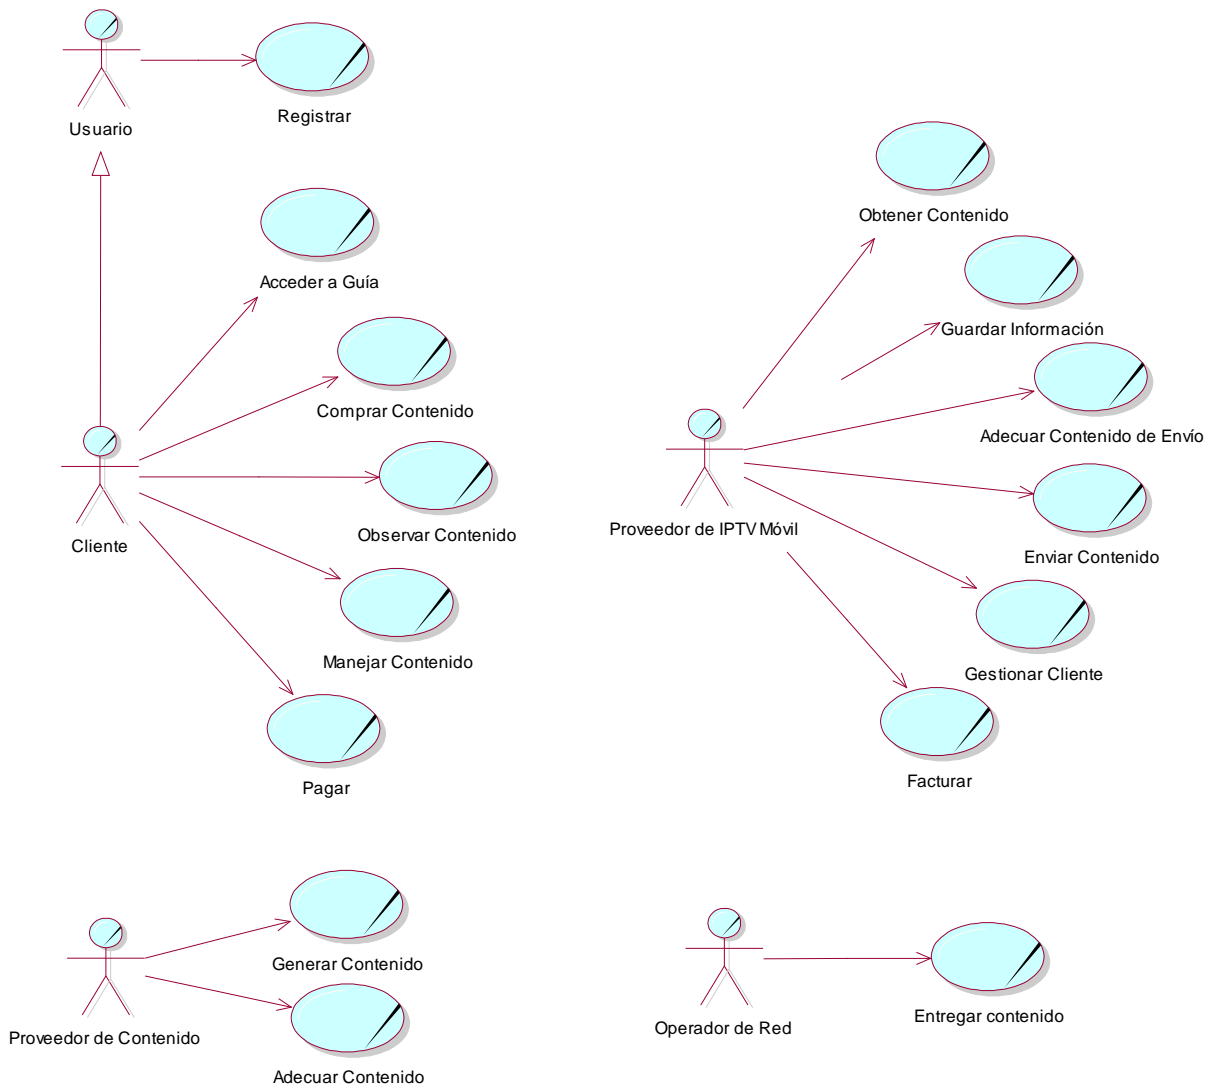 Usuario
Registrar
Acceder a Guía
Comprar Contenido
Cliente
Observar Contenido
Manejar Contenido
Pagar
Obtener Contenido
Guardar Información
Adecuar Contenido de Envío
Proveedor de IPTV Móvil
Enviar Contenido
Gestionar Cliente
Facturar
Generar Contenido
Proveedor de Contenido
Adecuar Contenido
Operador de Red
Entregar contenido